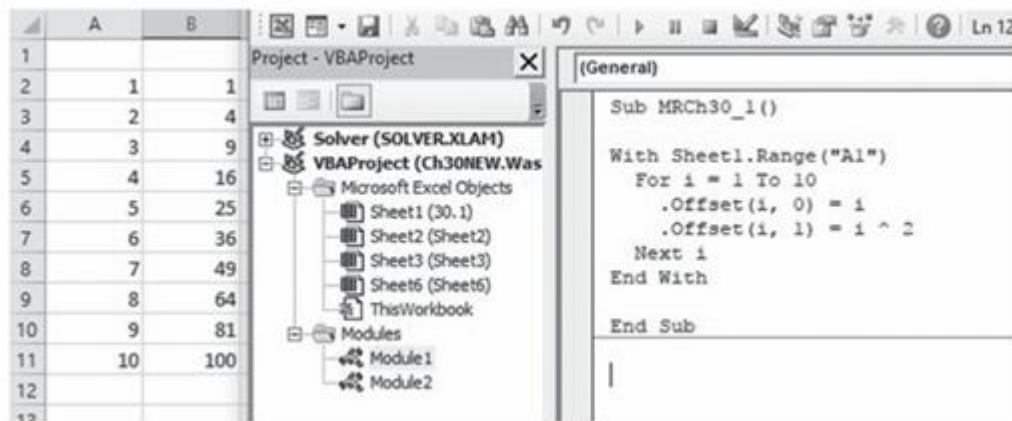 A B
1
2 1 1
3 2 4
4 3 9
5 4 16
6 5 25
7 6 36
8 7 49
9 8 64
10 9 81
11 10 100
12
Ln 12
Project - VBAProject
Solver (SOLVER.XLAM)
VBAProject (Ch30NEW.Was
Microsoft Excel Objects
Sheet1 (30.1)
Sheet2 (Sheet2)
Sheet3 (Sheet3)
Sheet6 (Sheet6)
ThisWorkbook
Modules
Module1
Module2
(General)
Sub MRCh30_1()
With Sheet1.Range("A1")
For i = 1 To 10
.Offset(i, 0) = i
.Offset(i, 1) = i ^ 2
Next i
End With
End Sub